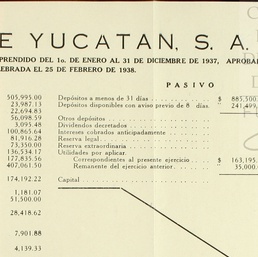 E YUCATAN, S. A.
PRENDIDO DEL 1o. DE ENERO AL 31 DE DICIEMBRE DE 1937, APROBA
LEBRADA EL 25 DE FEBRERO DE 1938.
PASIVO
505,995.00 Depósitos a menos de 31 días $ 885,500.
23,987.13 Depósitos disponibles con aviso previo de 8 días. 241,499.
22,694.83
56,098.59 Otros depósitos
3,095.48 Dividendos decretados
100,865.64 Intereses cobrados anticipadamente
81,916.28 Reserva legal
73,350.00 Reserva extraordinaria
136,534.17 Utilidades por aplicar:
177,835.56 Correspondientes al presente ejercicio $ 163,195.
407,061.50 Remanente del ejercicio anterior. " 35,000.
174,192.22 Capital
1,181.07
51,500.00
28,418.62
7,901.88
4,139.33